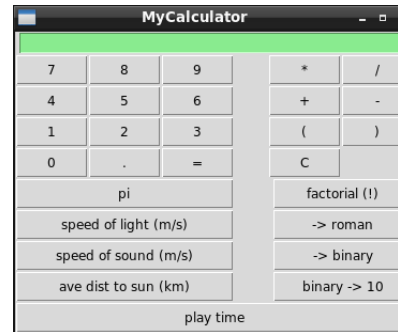 MyCalculator
7 8 9 * /
4 5 6 + -
1 2 3 ( )
0 . = C
pi factorial (!)
speed of light (m/s) -> roman
speed of sound (m/s) -> binary
ave dist to sun (km) binary -> 10
play time